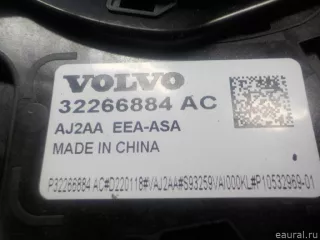 VOLVO
32266884 AC
AJ2AA EEA-ASA
MADE IN CHINA
P32266884 AC#D220118#VAJ2AA#S93259VAI000KL#P10532969-01
eaural.ru